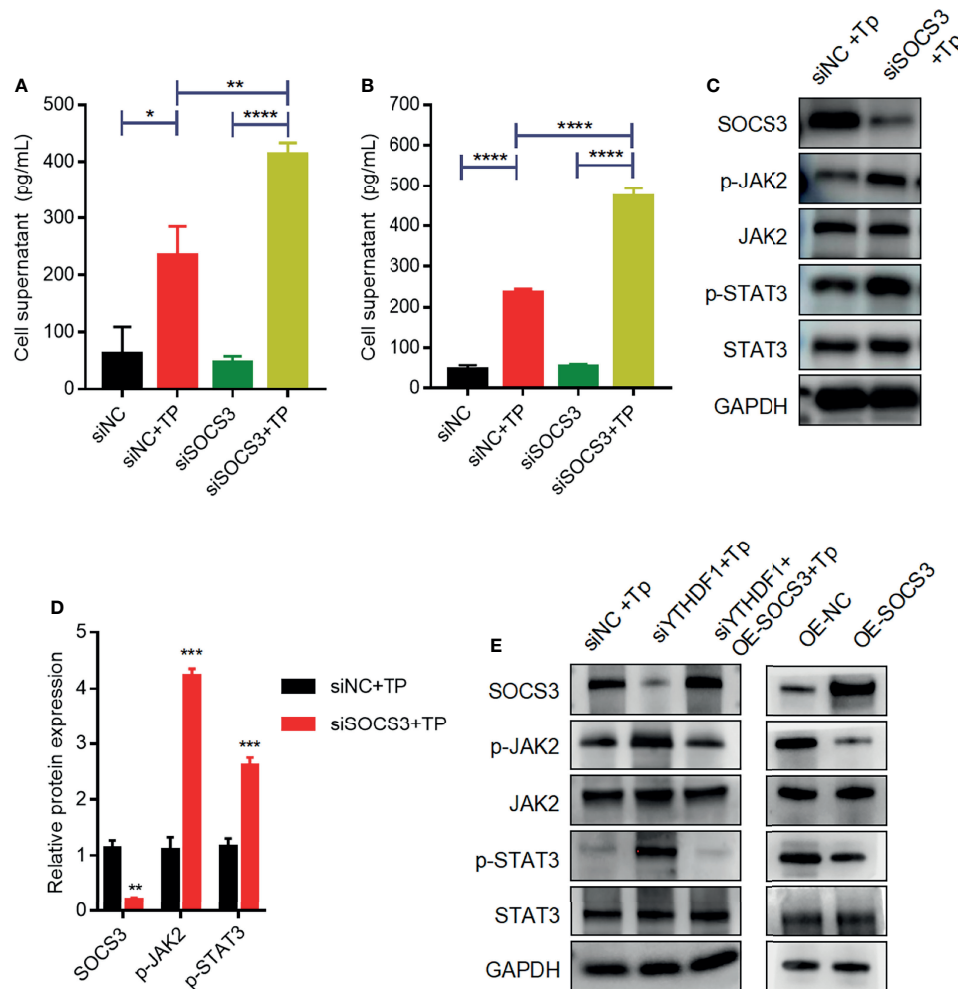 A
Cell supernatant (pg/mL)
500
400
300
200
100
0
*
**
****
siNC
siNC+TP
siSOCS3
siSOCS3+TP
B
Cell supernatant (pg/mL)
700
600
500
400
300
200
100
0
****
****
****
siNC
siNC+TP
siSOCS3
siSOCS3+TP
C
siNC +Tp
siSOCS3
+Tp
SOCS3
p-JAK2
JAK2
p-STAT3
STAT3
GAPDH
D
Relative protein expression
5
4
3
2
1
0
**
***
***
SOCS3
p-JAK2
p-STAT3
siNC+TP
siSOCS3+TP
E
siNC +Tp
siYTHDF1+Tp
siYTHDF1+
OE-SOCS3+Tp
OE-NC
OE-SOCS3
SOCS3
p-JAK2
JAK2
p-STAT3
STAT3
GAPDH